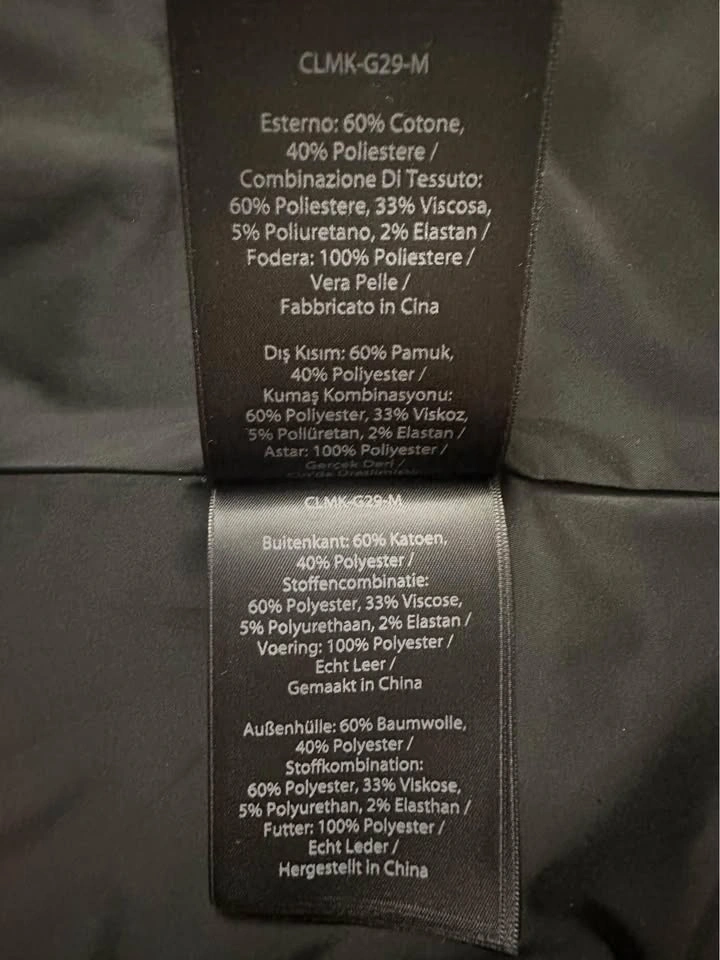 CLMK-G29-M
Esterno: 60% Cotone,
40% Poliestere /
Combinazione Di Tessuto:
60% Poliestere, 33% Viscosa,
5% Poliuretano, 2% Elastan /
Fodera: 100% Poliestere /
Vera Pelle /
Fabbricato in Cina
Dış Kısım: 60% Pamuk,
40% Poliyester /
Kumaş Kombinasyonu:
60% Poliyester, 33% Viskoz,
5% Poliüretan, 2% Elastan /
Astar: 100% Poliyester /
Gerçek Deri /
CLMK-G29-M
Buitenkant: 60% Katoen,
40% Polyester /
Stoffencombinatie:
60% Polyester, 33% Viscose,
5% Polyurethaan, 2% Elastan /
Voering: 100% Polyester /
Echt Leer /
Gemaakt in China
Außenhülle: 60% Baumwolle,
40% Polyester /
Stoffkombination:
60% Polyester, 33% Viskose,
5% Polyurethan, 2% Elasthan /
Futter: 100% Polyester /
Echt Leder /
Hergestellt in China